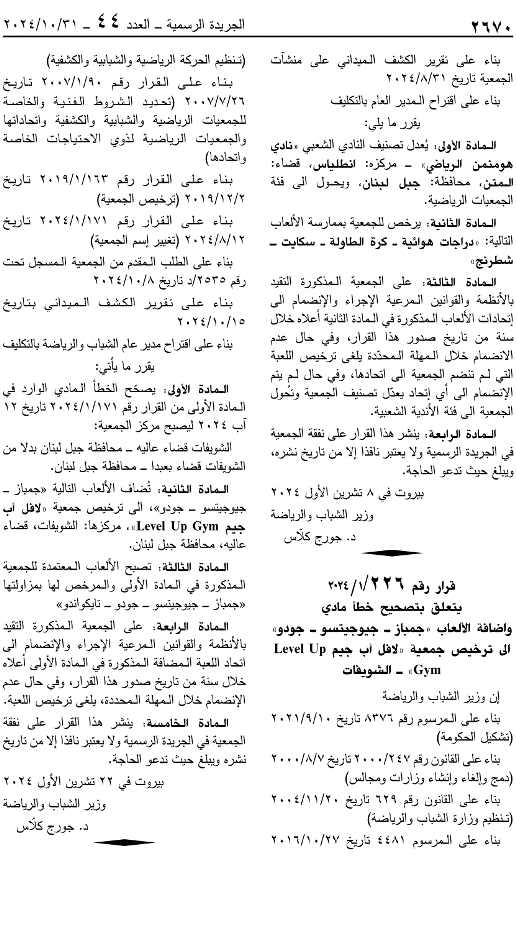 ٢٦٧٠
الجريدة الرسمية ــ العدد ٤٤ ــ ٢٠٢٤/١٠/٣١
بناء على تقرير الكشف الميداني على منشآت
الجمعية تاريخ ٢٠٢٤/٨/٣١
بناء على اقتراح المدير العام بالتكليف
يقرر ما يلي:
المادة الأولى: يُعدل تصنيف النادي الشعبي «نادي
هومنمن الرياضي» ــ مركزه: انطلياس، قضاء:
المتن، محافظة: جبل لبنان، ويحول الى فئة
الجمعيات الرياضية.
المادة الثانية: يرخص للجمعية بممارسة الألعاب
التالية: «دراجات هوائية ــ كرة الطاولة ــ سكايت ــ
شطرنج»
المادة الثالثة: على الجمعية المذكورة التقيد
بالأنظمة والقوانين المرعية الإجراء والإنضمام الى
إتحادات الألعاب المذكورة في المادة الثانية أعلاه خلال
سنة من تاريخ صدور هذا القرار، وفي حال عدم
الانضمام خلال المهلة المحدّدة يلغى ترخيص اللعبة
التي لم تنضم الجمعية الى اتحادها، وفي حال لم يتم
الإنضمام الى أي إتحاد يعدّل تصنيف الجمعية وتُحول
الجمعية الى فئة الأندية الشعبية.
المادة الرابعة: ينشر هذا القرار على نفقة الجمعية
في الجريدة الرسمية ولا يعتبر نافذا إلا من تاريخ نشره،
ويبلغ حيث تدعو الحاجة.
بيروت في ٨ تشرين الأول ٢٠٢٤
وزير الشباب والرياضة
د. جورج كلّاس
قرار رقم ٢٠٢٤/١/٢٢٦
يتعلق بتصحيح خطأ مادي
واضافة الألعاب «جمباز ــ جيوجيتسو ــ جودو»
الى ترخيص جمعية «لافل أب جيم Level Up
Gym» ــ الشويفات
إن وزير الشباب والرياضة
بناء على المرسوم رقم ٨٣٧٦ تاريخ ٢٠٢١/٩/١٠
(تشكيل الحكومة)
بناء على القانون رقم ٢٠٠٠/٢٤٧ تاريخ ٢٠٠٠/٨/٧
(دمج وإلغاء وإنشاء وزارات ومجالس)
بناء على القانون رقم ٦٢٩ تاريخ ٢٠٠٤/١١/٢٠
(تنظيم وزارة الشباب والرياضة)
بناء على المرسوم ٤٤٨١ تاريخ ٢٠١٦/١٠/٢٧
(تنظيم الحركة الرياضية والشبابية والكشفية)
بناء على القرار رقم ٢٠٠٧/١/٩٠ تاريخ
٢٠٠٧/٧/٢٦ (تحديد الشروط الفنية والخاصة
للجمعيات الرياضية والشبابية والكشفية واتحاداتها
والجمعيات الرياضية لذوي الاحتياجات الخاصة
واتحادها)
بناء على القرار رقم ٢٠١٩/١/١٦٣ تاريخ
٢٠١٩/١٢/٢ (ترخيص الجمعية)
بناء على القرار رقم ٢٠٢٤/١/١٧١ تاريخ
٢٠٢٤/٨/١٢ (تغيير إسم الجمعية)
بناء على الطلب المقدم من الجمعية المسجل تحت
رقم ٢٥٣٥/د تاريخ ٢٠٢٤/١٠/٨
بناء على تقرير الكشف الميداني بتاريخ
٢٠٢٤/١٠/١٥
بناء على اقتراح مدير عام الشباب والرياضة بالتكليف
يقرر ما يأتي:
المادة الأولى: يصحّح الخطأ المادي الوارد في
المادة الأولى من القرار رقم ٢٠٢٤/١/١٧١ تاريخ ١٢
آب ٢٠٢٤ ليصبح مركز الجمعية:
الشويفات قضاء عاليه ــ محافظة جبل لبنان بدلا من
الشويفات قضاء بعبدا ــ محافظة جبل لبنان.
المادة الثانية: تُضاف الألعاب التالية «جمباز ــ
جيوجيتسو ــ جودو»، الى ترخيص جمعية «لافل أب
جيم Level Up Gym»، مركزها: الشويفات، قضاء
عاليه، محافظة جبل لبنان.
المادة الثالثة: تصبح الألعاب المعتمدة للجمعية
المذكورة في المادة الأولى والمرخص لها بمزاولتها
«جمباز ــ جيوجيتسو ــ جودو ــ تايكواندو»
المادة الرابعة: على الجمعية المذكورة التقيد
بالأنظمة والقوانين المرعية الإجراء والإنضمام الى
اتحاد اللعبة المضافة المذكورة في المادة الأولى أعلاه
خلال سنة من تاريخ صدور هذا القرار، وفي حال عدم
الإنضمام خلال المهلة المحددة، يلغى ترخيص اللعبة.
المادة الخامسة: ينشر هذا القرار على نفقة
الجمعية في الجريدة الرسمية ولا يعتبر نافذا إلا من تاريخ
نشره ويبلغ حيث تدعو الحاجة.
بيروت في ٢٢ تشرين الأول ٢٠٢٤
وزير الشباب والرياضة
د. جورج كلّاس